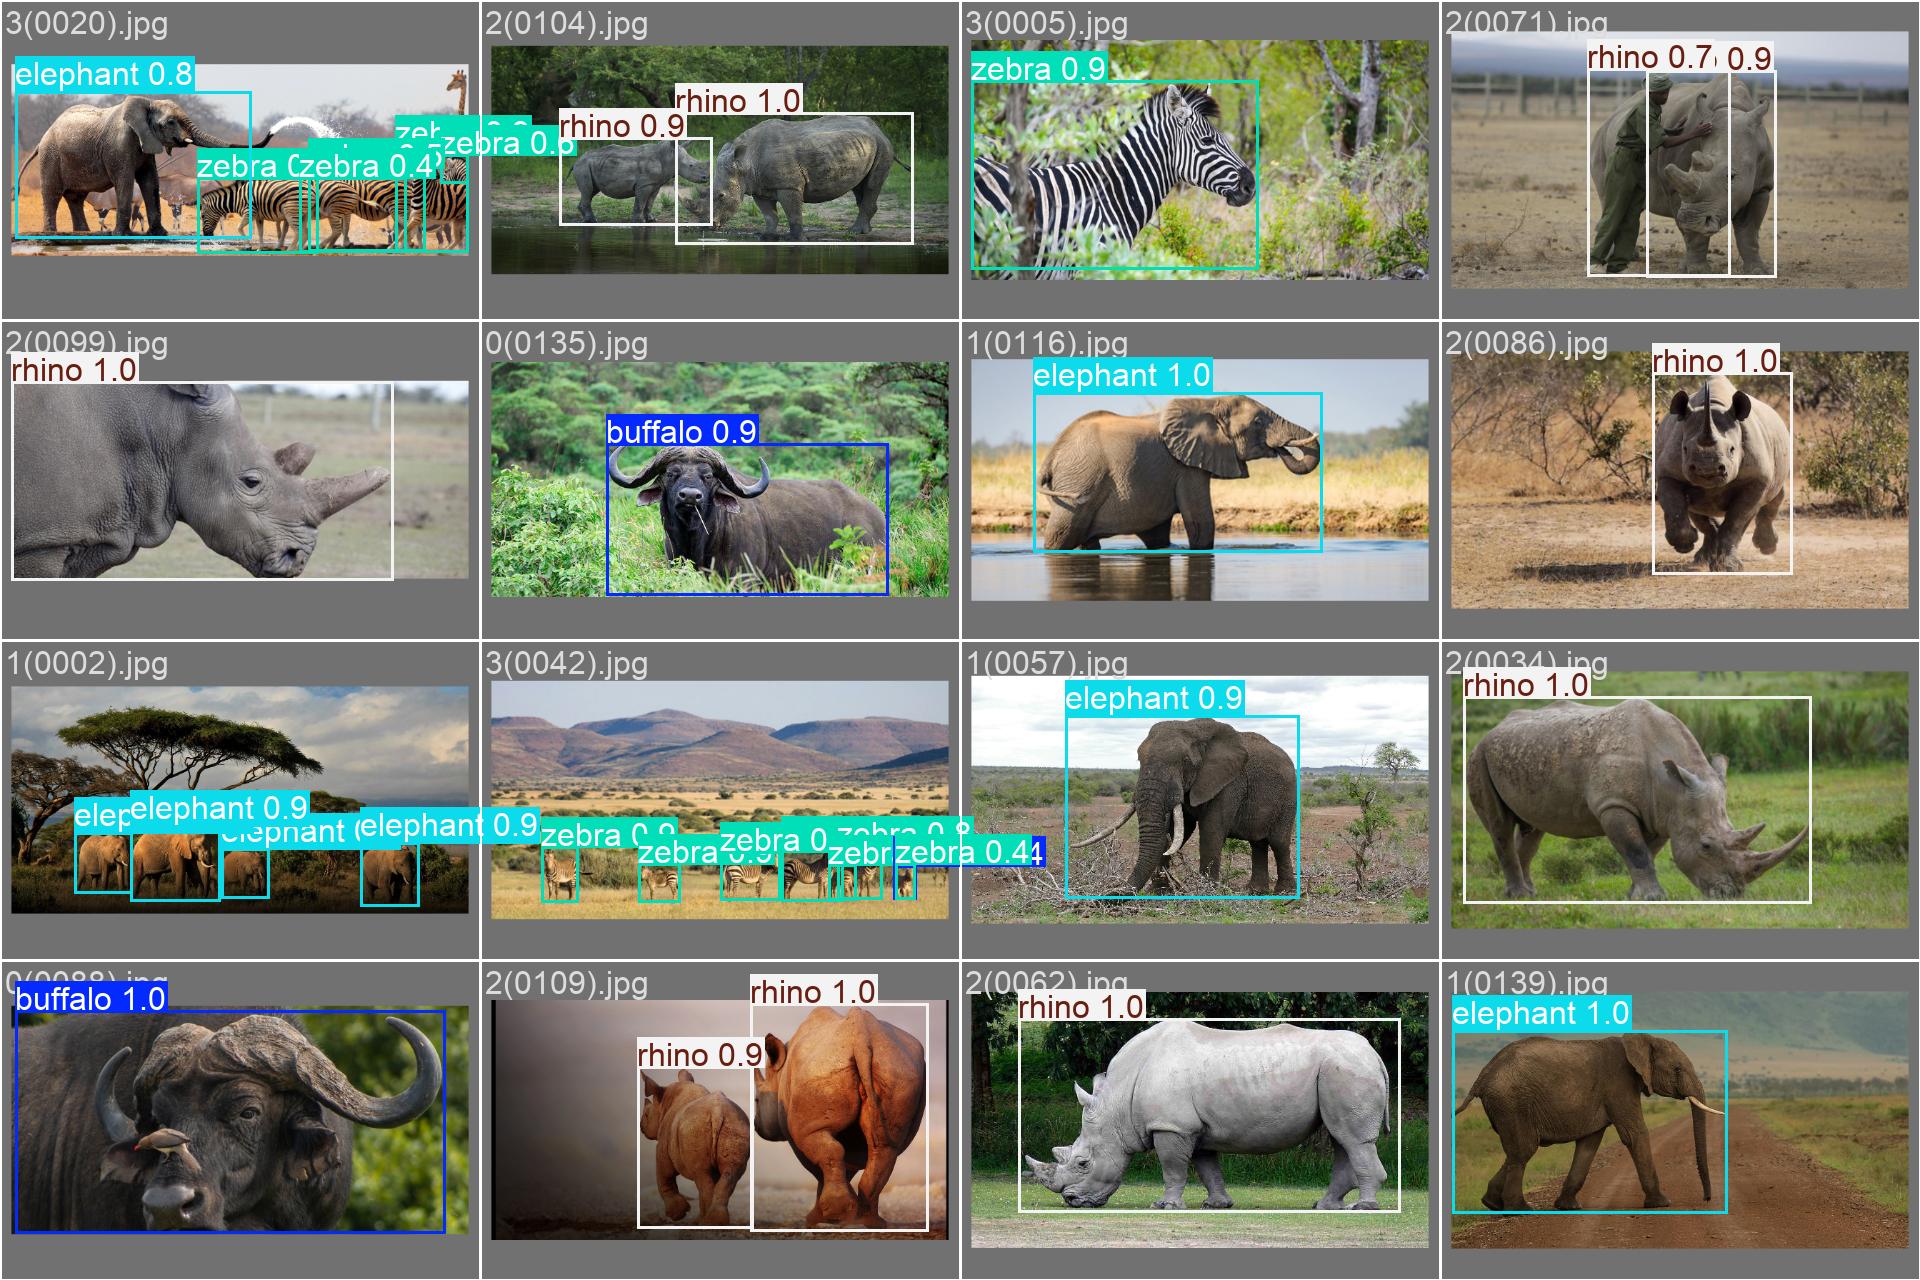 3(0020).jpg
elephant 0.8
zebra 0.6
zebra
zebra 0.4
2(0104).jpg
rhino 1.0
rhino 0.9
3(0005).jpg
zebra 0.9
2(0071).jpg
rhino 0.7
0.9
2(0099).jpg
rhino 1.0
0(0135).jpg
buffalo 0.9
1(0116).jpg
elephant 1.0
2(0086).jpg
rhino 1.0
1(0002).jpg
elephant 0.9
elephant
elephant 0.9
3(0042).jpg
zebra 0.9
zebra
zebra
zebra 0.8
zebra 0.44
1(0057).jpg
elephant 0.9
2(0034).jpg
rhino 1.0
0(0088).jpg
buffalo 1.0
2(0109).jpg
rhino 1.0
rhino 0.9
2(0062).jpg
rhino 1.0
1(0139).jpg
elephant 1.0